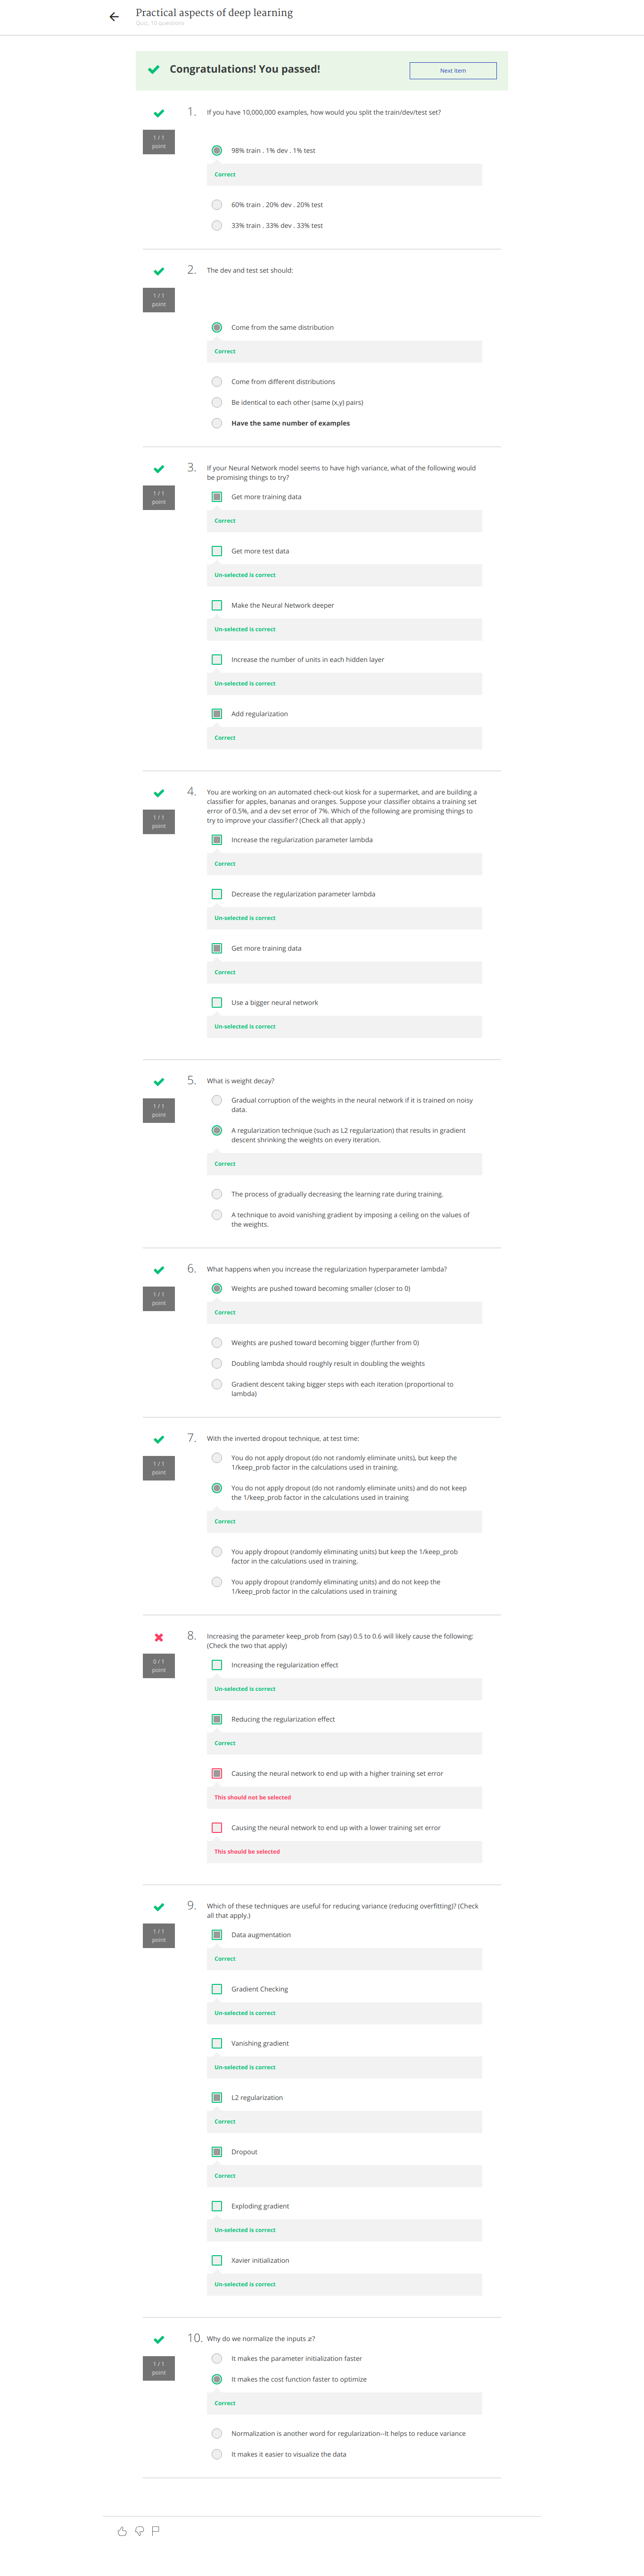 Practical aspects of deep learning
Quiz, 10 questions
Congratulations! You passed!
Next Item
1 / 1
point
1.
If you have 10,000,000 examples, how would you split the train/dev/test set?
98% train . 1% dev . 1% test
Correct
60% train . 20% dev . 20% test
33% train . 33% dev . 33% test
1 / 1
point
2.
The dev and test set should:
Come from the same distribution
Correct
Come from different distributions
Be identical to each other (same (x,y) pairs)
Have the same number of examples
1 / 1
point
3.
If your Neural Network model seems to have high variance, what of the following would
be promising things to try?
Get more training data
Correct
Get more test data
Un-selected is correct
Make the Neural Network deeper
Un-selected is correct
Increase the number of units in each hidden layer
Un-selected is correct
Add regularization
Correct
1 / 1
point
4.
You are working on an automated check-out kiosk for a supermarket, and are building a
classifier for apples, bananas and oranges. Suppose your classifier obtains a training set
error of 0.5%, and a dev set error of 7%. Which of the following are promising things to
try to improve your classifier? (Check all that apply.)
Increase the regularization parameter lambda
Correct
Decrease the regularization parameter lambda
Un-selected is correct
Get more training data
Correct
Use a bigger neural network
Un-selected is correct
1 / 1
point
5.
What is weight decay?
Gradual corruption of the weights in the neural network if it is trained on noisy
data.
A regularization technique (such as L2 regularization) that results in gradient
descent shrinking the weights on every iteration.
Correct
The process of gradually decreasing the learning rate during training.
A technique to avoid vanishing gradient by imposing a ceiling on the values of
the weights.
1 / 1
point
6.
What happens when you increase the regularization hyperparameter lambda?
Weights are pushed toward becoming smaller (closer to 0)
Correct
Weights are pushed toward becoming bigger (further from 0)
Doubling lambda should roughly result in doubling the weights
Gradient descent taking bigger steps with each iteration (proportional to
lambda)
1 / 1
point
7.
With the inverted dropout technique, at test time:
You do not apply dropout (do not randomly eliminate units), but keep the
1/keep_prob factor in the calculations used in training.
You do not apply dropout (do not randomly eliminate units) and do not keep
the 1/keep_prob factor in the calculations used in training
Correct
You apply dropout (randomly eliminating units) but keep the 1/keep_prob
factor in the calculations used in training.
You apply dropout (randomly eliminating units) and do not keep the
1/keep_prob factor in the calculations used in training
0 / 1
point
8.
Increasing the parameter keep_prob from (say) 0.5 to 0.6 will likely cause the following:
(Check the two that apply)
Increasing the regularization effect
Un-selected is correct
Reducing the regularization effect
Correct
Causing the neural network to end up with a higher training set error
This should not be selected
Causing the neural network to end up with a lower training set error
This should be selected
1 / 1
point
9.
Which of these techniques are useful for reducing variance (reducing overfitting)? (Check
all that apply.)
Data augmentation
Correct
Gradient Checking
Un-selected is correct
Vanishing gradient
Un-selected is correct
L2 regularization
Correct
Dropout
Correct
Exploding gradient
Un-selected is correct
Xavier initialization
Un-selected is correct
1 / 1
point
10.
Why do we normalize the inputs x?
It makes the parameter initialization faster
It makes the cost function faster to optimize
Correct
Normalization is another word for regularization--It helps to reduce variance
It makes it easier to visualize the data